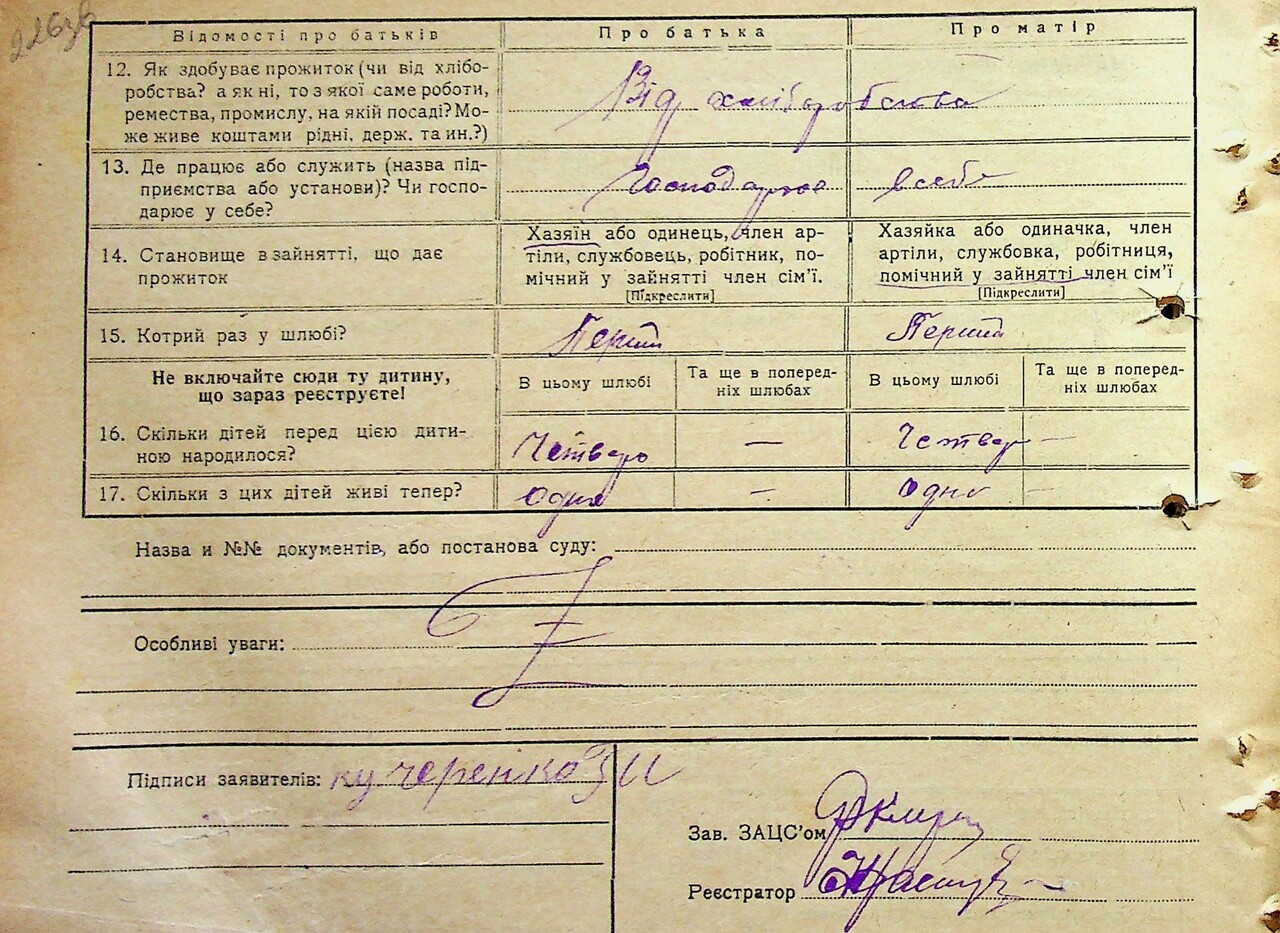 226зв
Відомості про батьків Про батька Про матір
12. Як здобуває прожиток (чи від хлібо-
робства? а як ні, то з якої саме роботи,
ремества, промислу, на якій посаді? Мо-
же живе коштами рідні, держ. та ин.?)
Від хліборобства
13. Де працює або служить (назва під-
приємства або установи)? Чи госпо-
дарює у себе?
Господарює в себе
14. Становище в зайнятті, що дає
прожиток
Хазяїн або одинець, член ар-
тілі, службовець, робітник, по-
мічний у зайнятті член сім'ї.
[Підкреслити]
Хазяйка або одиначка, член
артіли, службовка, робітниця,
помічний у зайнятті член сім'ї
[Підкреслити]
15. Котрий раз у шлюбі? Перший Перший
Не включайте сюди ту дитину,
що зараз реєструєте!
В цьому шлюбі
Та ще в поперед-
ніх шлюбах
В цьому шлюбі
Та ще в поперед-
ніх шлюбах
16. Скільки дітей перед цією дити-
ною народилося?
Четверо — Четвер —
17. Скільки з цих дітей живі тепер? одна — одно —
Назва и №№ документів, або постанова суду:
Особливі уваги:
Підписи заявителів: кучеренко
Зав. ЗАЦС'ом
Реєстратор